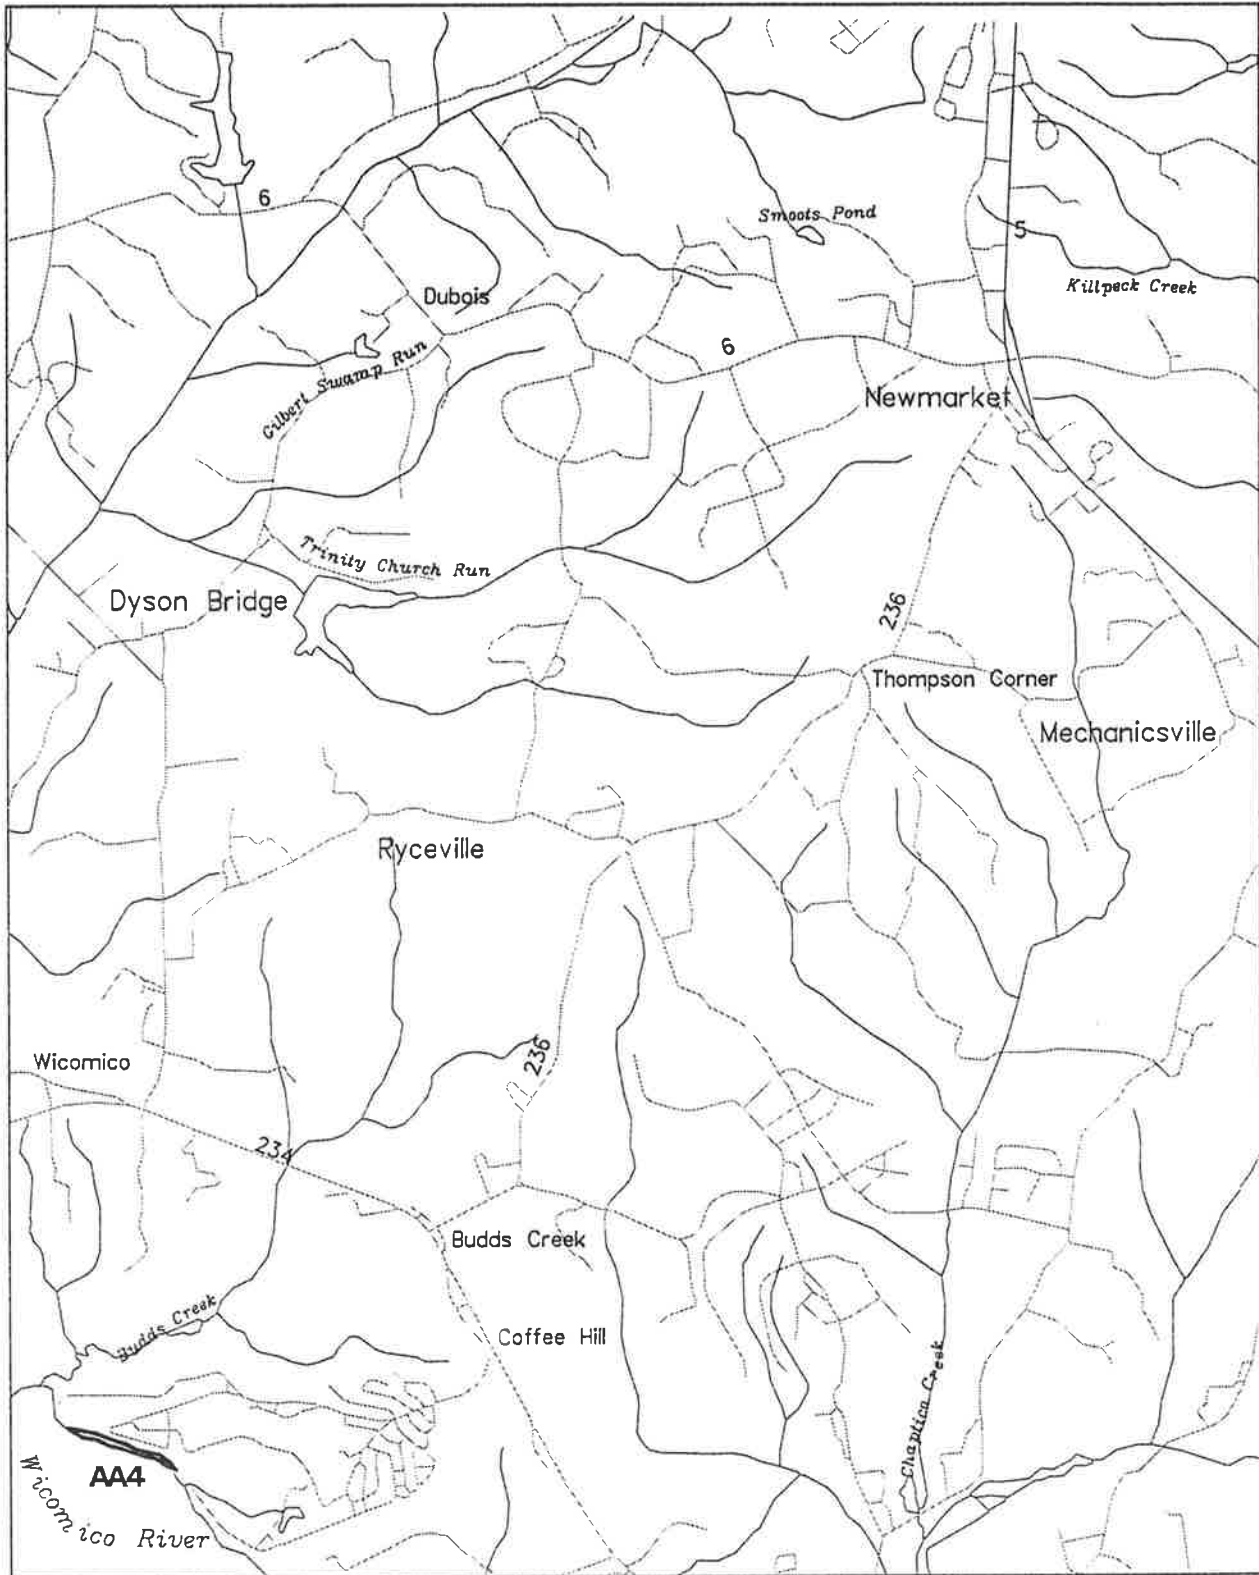 6
Smoots Pond
5
Killpeck Creek
Dubois
Gilbert Swamp Run
6
Newmarket
Trinity Church Run
Dyson Bridge
236
Thompson Corner
Mechanicsville
Ryceville
236
Wicomico
234
Budds Creek
Budds Creek
Coffee Hill
Chaptico Creek
AA4
Wicomico River